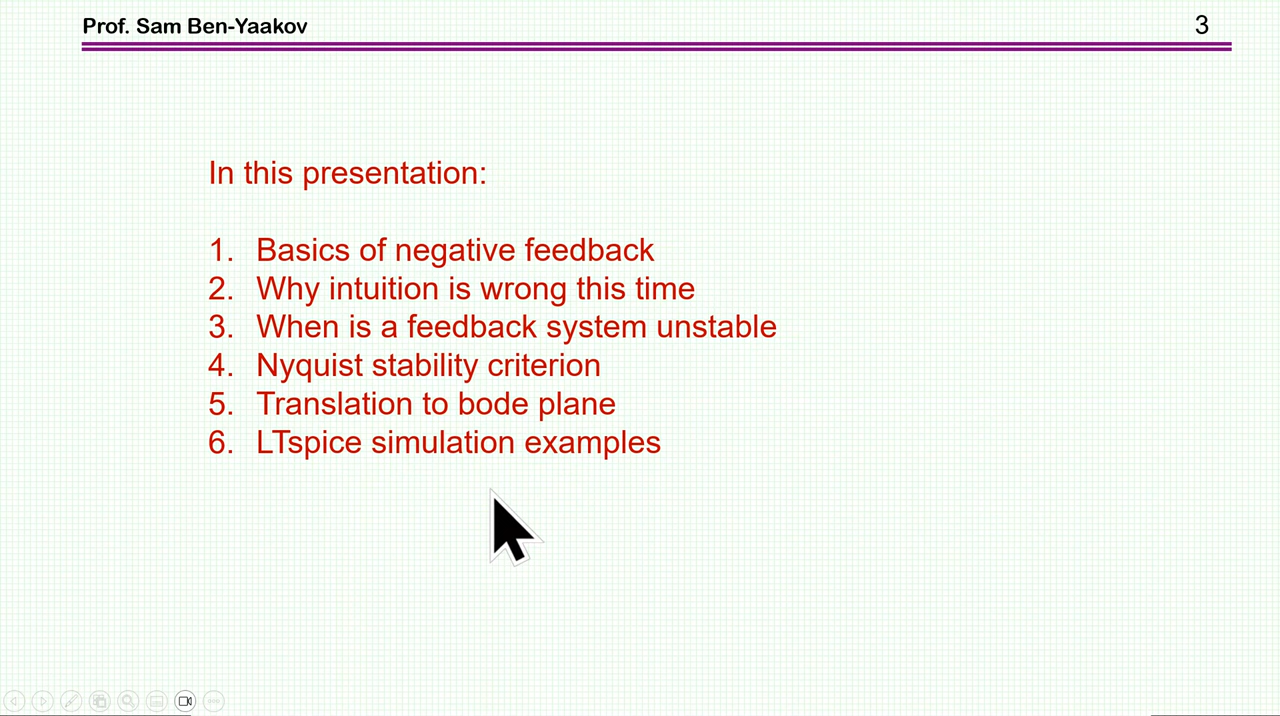 Prof. Sam Ben-Yaakov
3
In this presentation:
1. Basics of negative feedback
2. Why intuition is wrong this time
3. When is a feedback system unstable
4. Nyquist stability criterion
5. Translation to bode plane
6. LTspice simulation examples